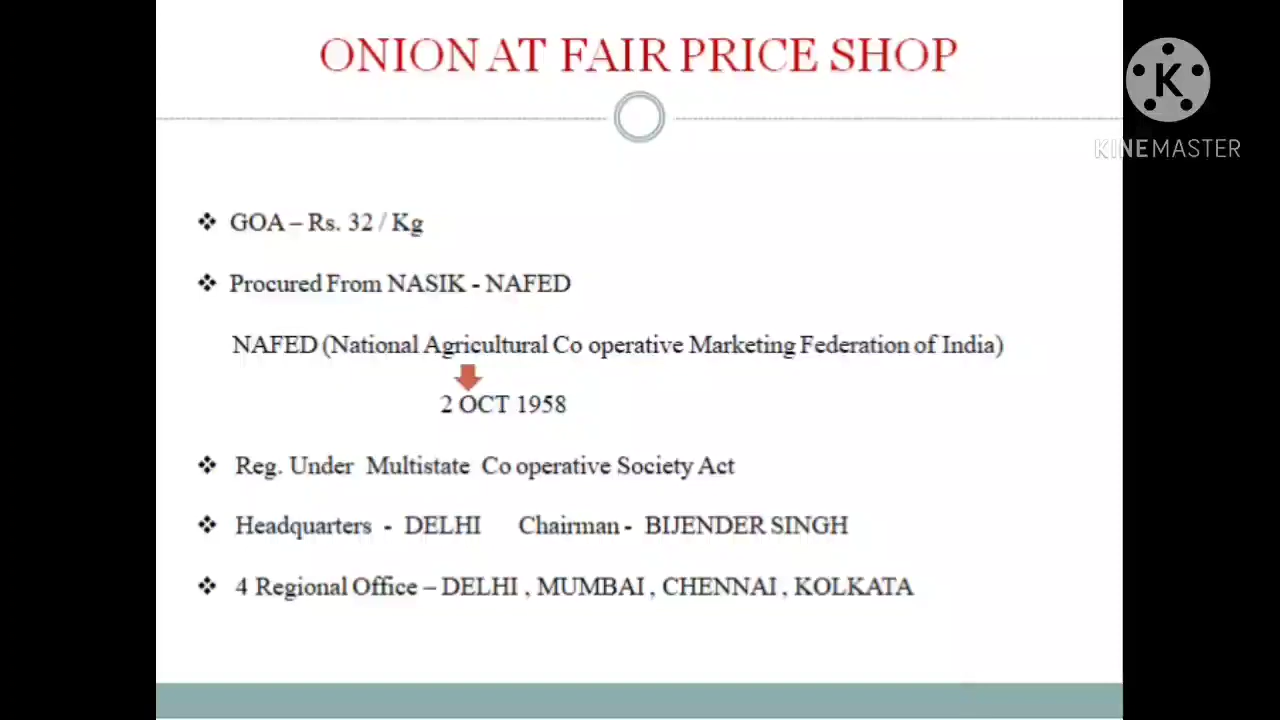 ONION AT FAIR PRICE SHOP
K
KINEMASTER
❖ GOA – Rs. 32 / Kg
❖ Procured From NASIK - NAFED
NAFED (National Agricultural Co operative Marketing Federation of India)
2 OCT 1958
❖ Reg. Under Multistate Co operative Society Act
❖ Headquarters - DELHI Chairman - BIJENDER SINGH
❖ 4 Regional Office – DELHI , MUMBAI , CHENNAI , KOLKATA